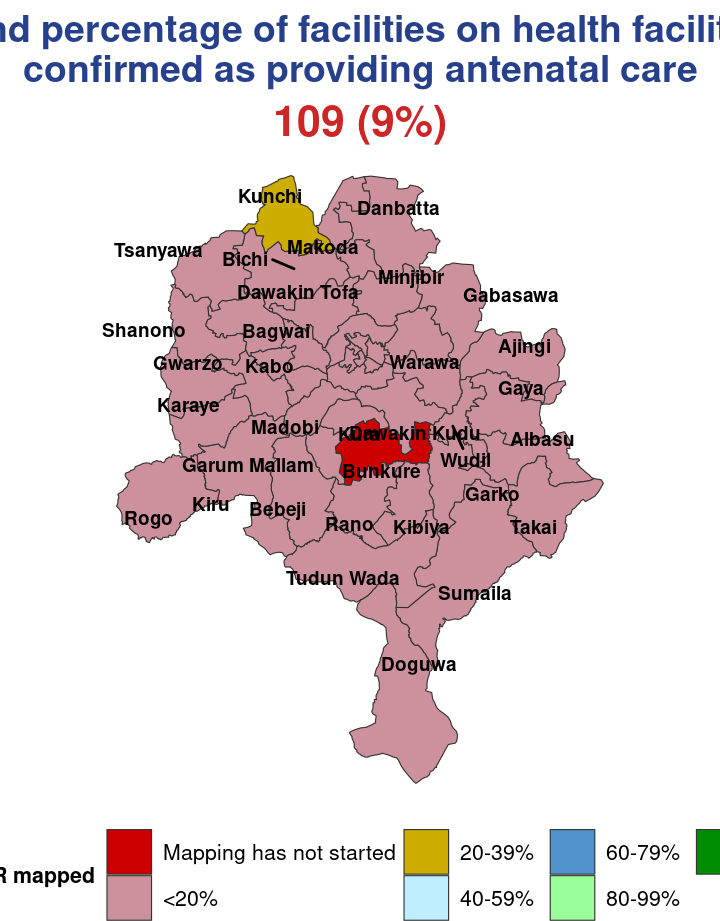 nd percentage of facilities on health facilit
confirmed as providing antenatal care
109 (9%)
Kunchi
Danbatta
Makoda
Tsanyawa
Bichi
Minjibir
Dawakin Tofa
Gabasawa
Shanono
Bagwai
Ajingi
Gwarzo
Kabo
Warawa
Gaya
Karaye
Madobi
Kura
Dawakin Kudu
Albasu
Garum Mallam
Bunkure
Wudil
Garko
Kiru
Bebeji
Rogo
Rano
Kibiya
Takai
Tudun Wada
Sumaila
Doguwa
R mapped
Mapping has not started
20-39%
60-79%
<20%
40-59%
80-99%